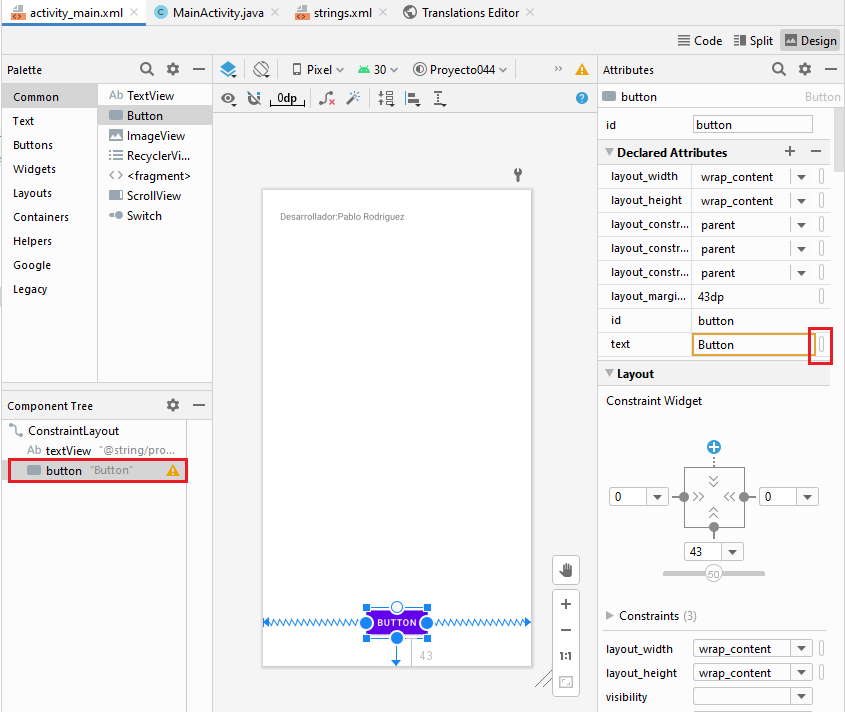 activity_main.xml MainActivity.java strings.xml Translations Editor
Code Split Design
Palette
Common
Text
Buttons
Widgets
Layouts
Containers
Helpers
Google
Legacy
Ab TextView
Button
ImageView
RecyclerVi...
<fragment>
ScrollView
Switch
Component Tree
ConstraintLayout
Ab textView "@string/pro...
button "Button"
Pixel 30 Proyecto044
0dp
Desarrollador:Pablo Rodriguez
BUTTON
43
1:1
Attributes
button Button
id button
Declared Attributes
layout_width wrap_content
layout_height wrap_content
layout_constr... parent
layout_constr... parent
layout_constr... parent
layout_margi... 43dp
id button
text Button
Layout
Constraint Widget
0 0
43
50
Constraints (3)
layout_width wrap_content
layout_height wrap_content
visibility